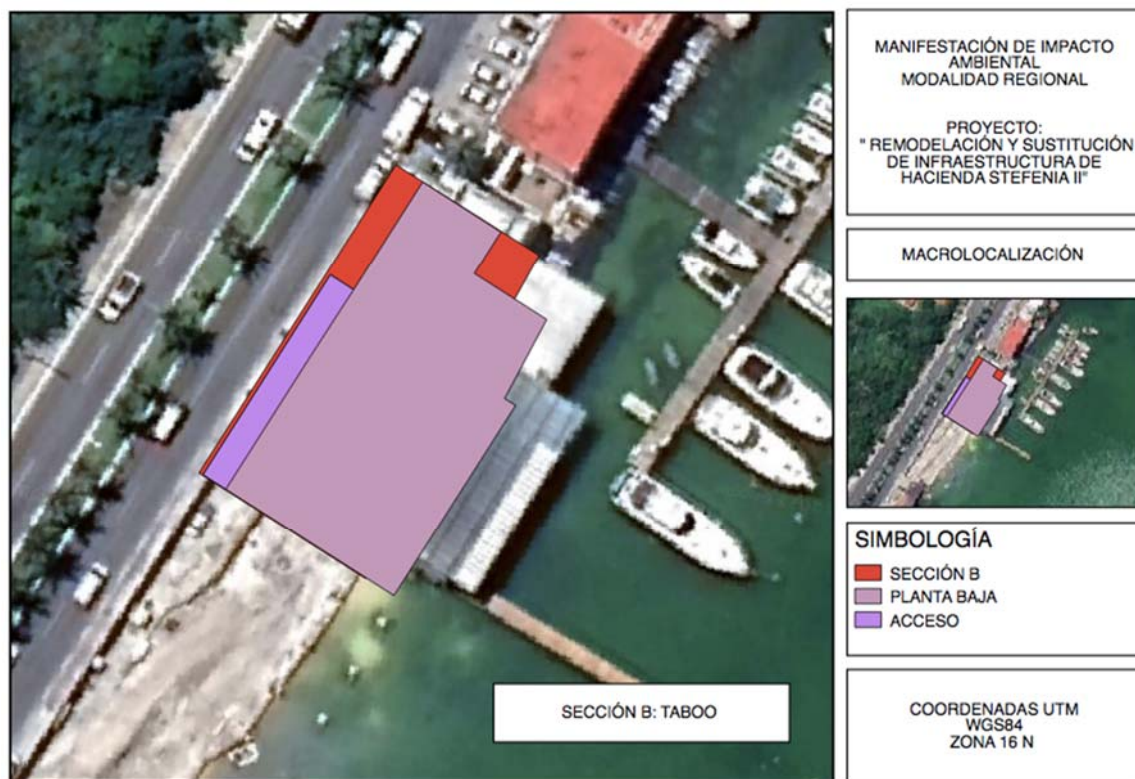 MANIFESTACIÓN DE IMPACTO
AMBIENTAL
MODALIDAD REGIONAL
PROYECTO:
" REMODELACIÓN Y SUSTITUCIÓN
DE INFRAESTRUCTURA DE
HACIENDA STEFENIA II"
MACROLOCALIZACIÓN
SIMBOLOGÍA
SECCIÓN B
PLANTA BAJA
ACCESO
SECCIÓN B: TABOO
COORDENADAS UTM
WGS84
ZONA 16 N